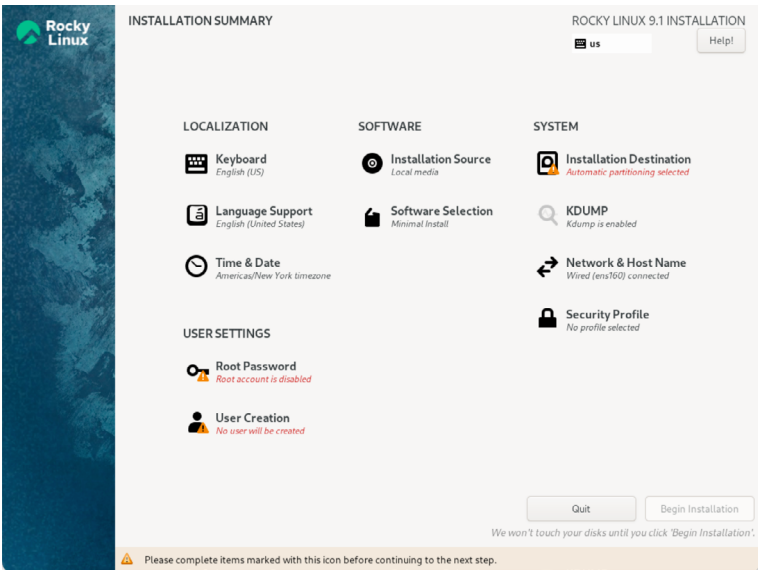 Rocky
Linux
INSTALLATION SUMMARY
ROCKY LINUX 9.1 INSTALLATION
us
Help!
LOCALIZATION
Keyboard
English (US)
Language Support
English (United States)
Time & Date
Americas/New York timezone
USER SETTINGS
Root Password
Root account is disabled
User Creation
No user will be created
SOFTWARE
Installation Source
Local media
Software Selection
Minimal Install
SYSTEM
Installation Destination
Automatic partitioning selected
KDUMP
Kdump is enabled
Network & Host Name
Wired (ens160) connected
Security Profile
No profile selected
Quit
Begin Installation
We won't touch your disks until you click 'Begin Installation'.
Please complete items marked with this icon before continuing to the next step.